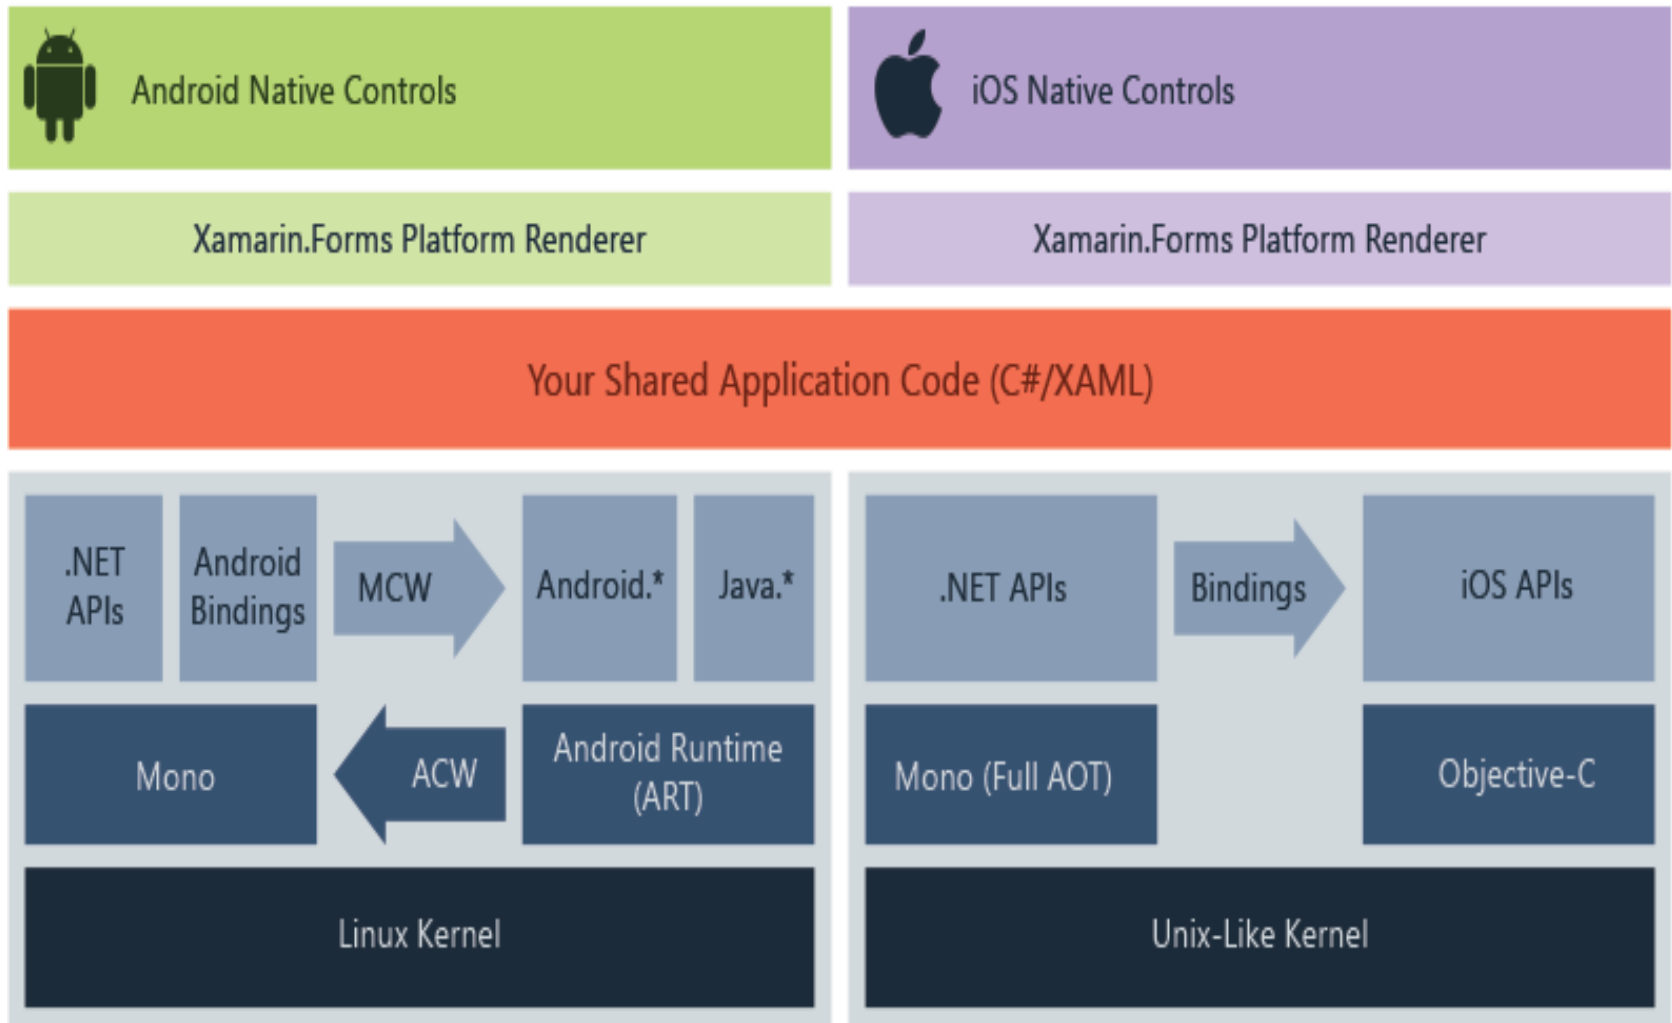 Android Native Controls
iOS Native Controls
Xamarin.Forms Platform Renderer
Xamarin.Forms Platform Renderer
Your Shared Application Code (C#/XAML)
.NET
APIs
Android
Bindings
MCW
Android.*
Java.*
.NET APIs
Bindings
iOS APIs
Mono
ACW
Android Runtime
(ART)
Mono (Full AOT)
Objective-C
Linux Kernel
Unix-Like Kernel